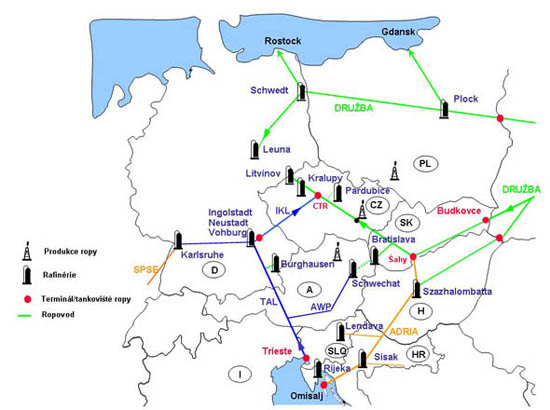 Gdansk
Rostock
Schwedt
Plock
DRUŽBA
Leuna
Litvínov
Kralupy
PL
Pardubice
DRUŽBA
CTR
CZ
Ingolstadt
Neustadt
Vohburg
IKL
SK
Budkovce
Bratislava
Karlsruhe
Šahy
SPSE
D
Burghausen
Schwechat
A
Szazhalombatta
TAL
AWP
H
Lendava
ADRIA
Trieste
SLO
Sisak
HR
Rijeka
I
Omisalj
Produkce ropy
Rafinérie
Terminál/tankoviště ropy
Ropovod